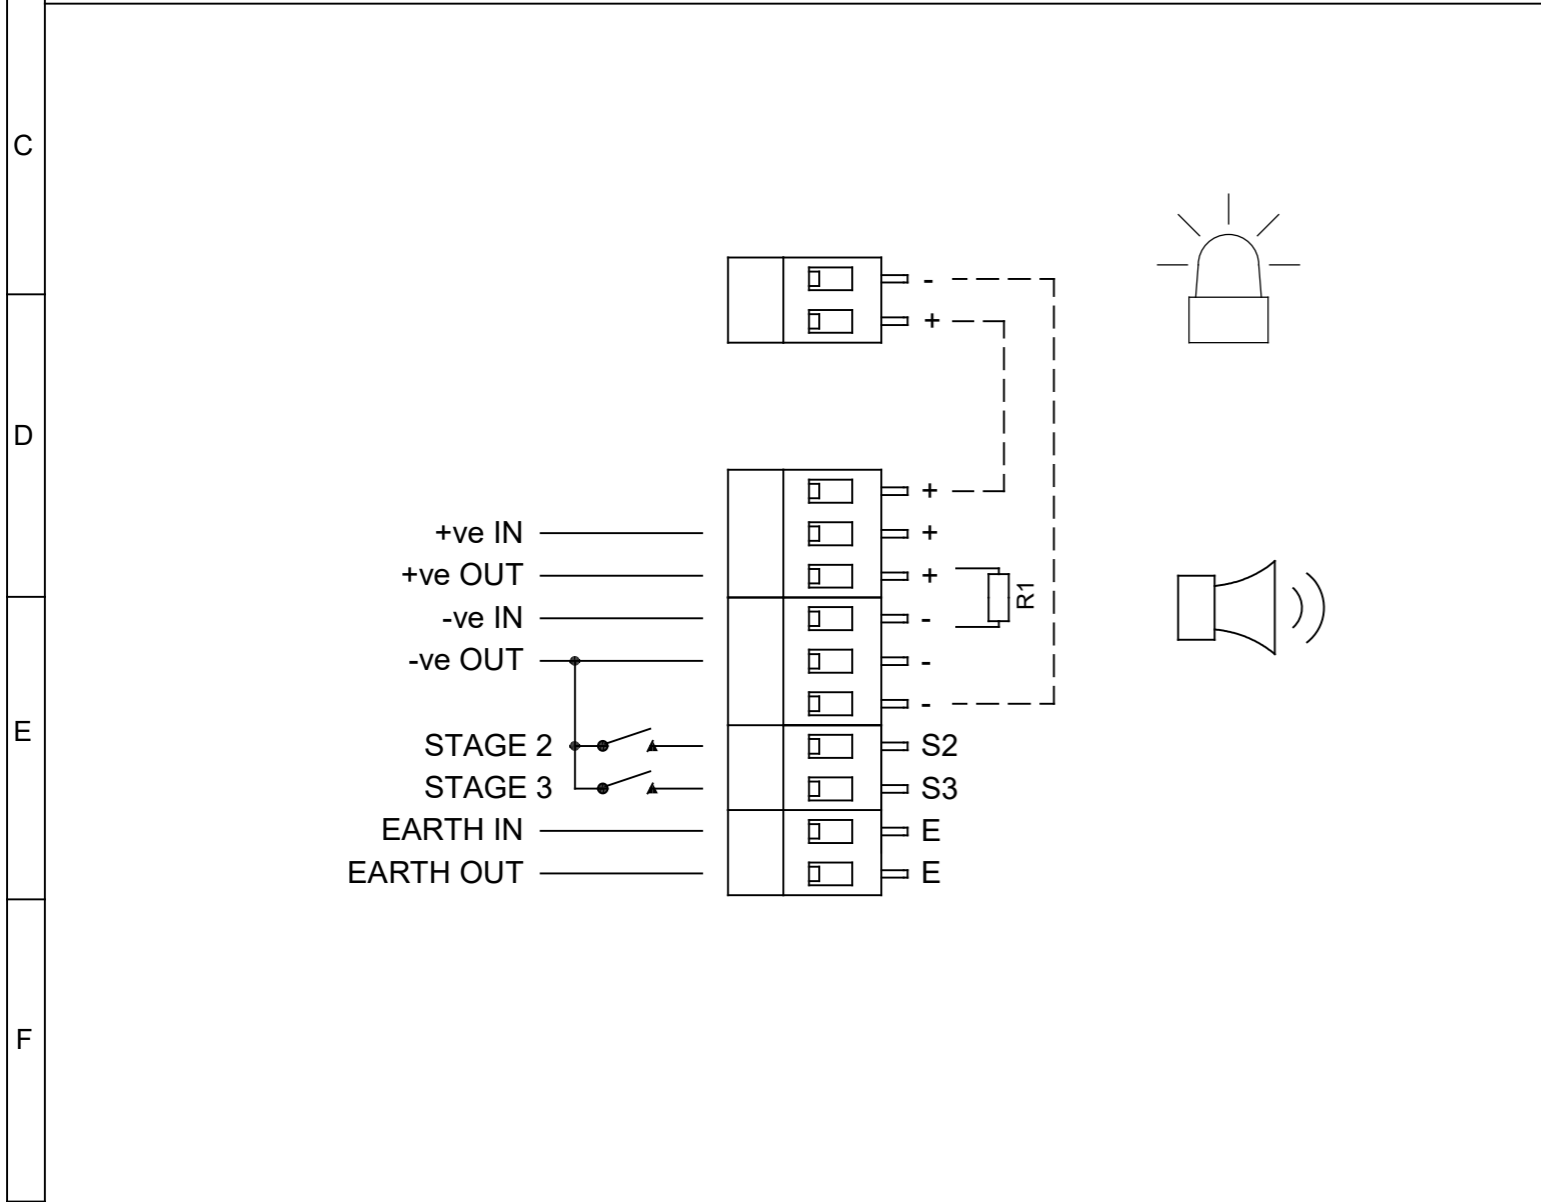 C
-
+
D
+
+ve IN +
+ve OUT +
R1
-ve IN -
-ve OUT -
-
E
STAGE 2 S2
STAGE 3 S3
EARTH IN E
EARTH OUT E
F